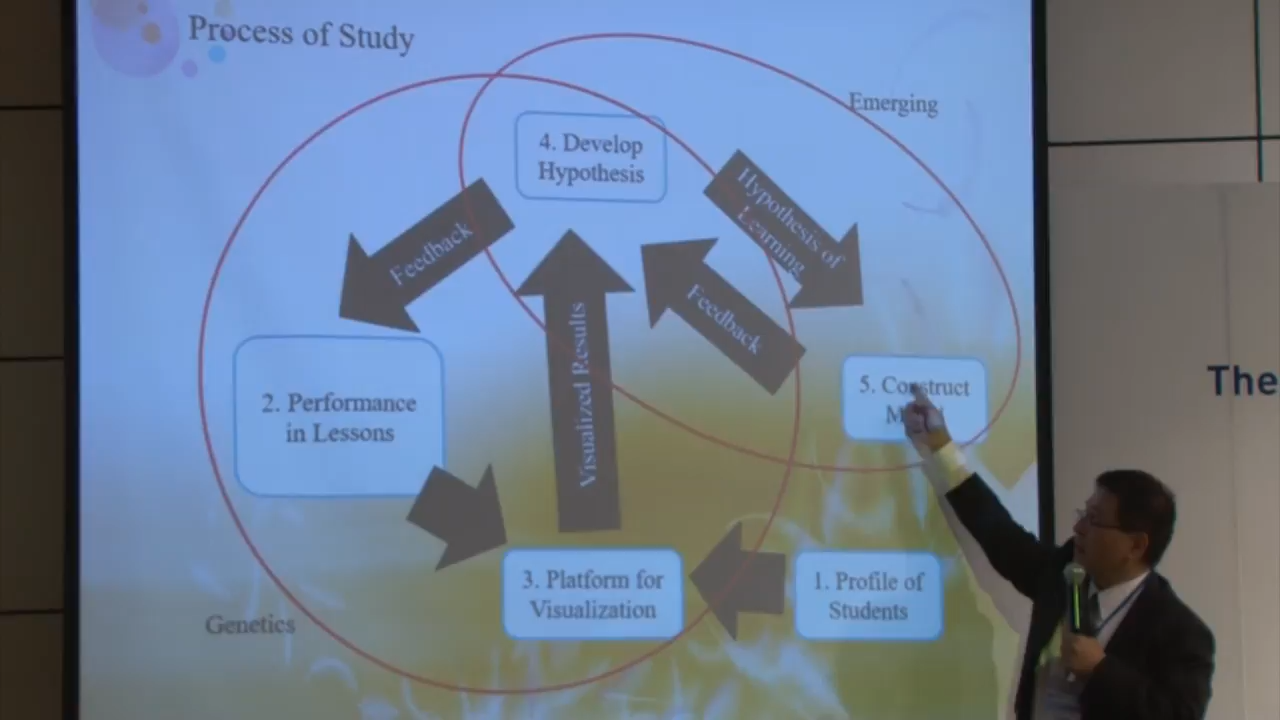 Process of Study
Emerging
4. Develop
Hypothesis
Hypothesis of
Learning
Feedback
Feedback
Visualized Results
5. Construct
2. Performance
in Lessons
The
3. Platform for
Visualization
1. Profile of
Students
Genetics